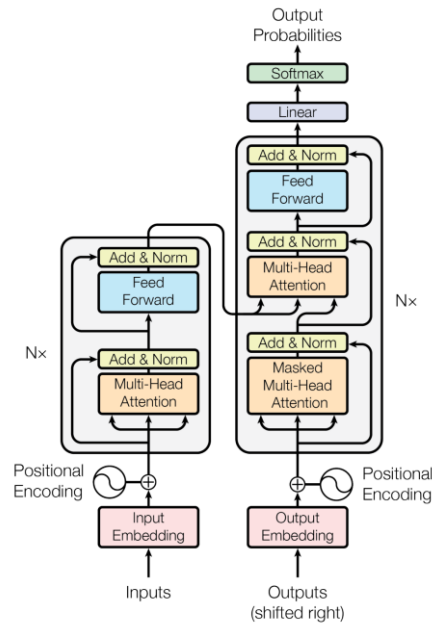 Output
Probabilities
Softmax
Linear
Add & Norm
Feed
Forward
Add & Norm
Multi-Head
Attention
Nx
Add & Norm
Masked
Multi-Head
Attention
Add & Norm
Feed
Forward
Nx
Add & Norm
Multi-Head
Attention
Positional
Encoding
Positional
Encoding
Input
Embedding
Output
Embedding
Inputs
Outputs
(shifted right)